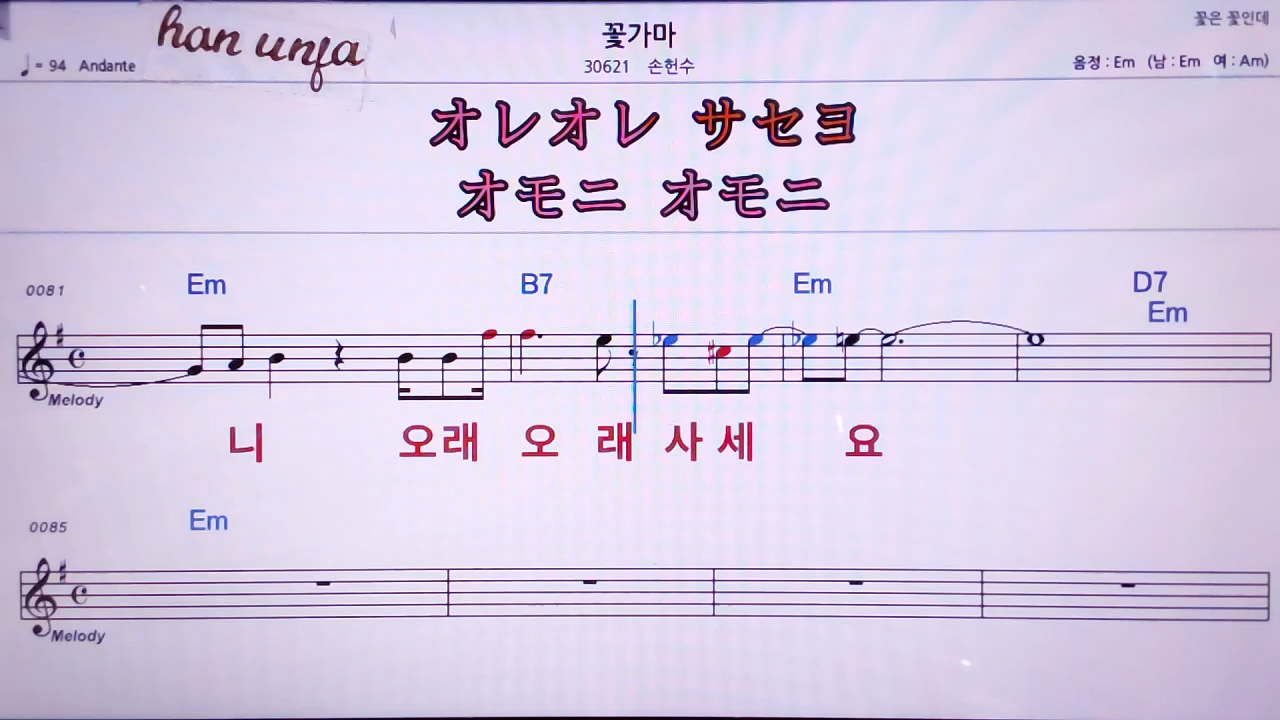 han unfa
꽃가마
꽃은 꽃인데
♩= 94 Andante
30621 손헌수
음정 : Em (남 : Em 여 : Am)
オレオレ サセヨ
オモニ オモニ
0081
Em B7 Em D7
Em
Melody
니 오래 오 래 사 세 요
0085
Em
Melody